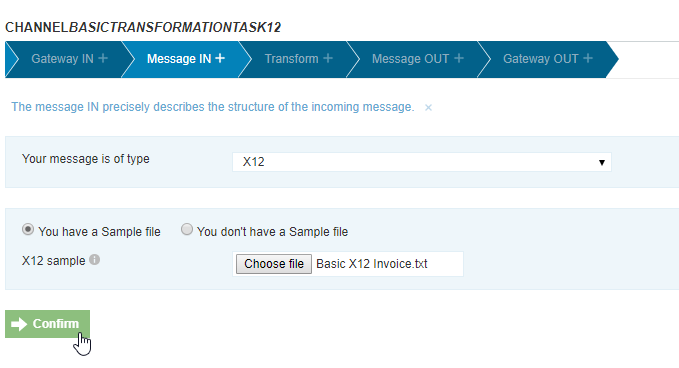 CHANNELBASICTRANSFORMATIONTASK12
Gateway IN + Message IN + Transform + Message OUT + Gateway OUT +
The message IN precisely describes the structure of the incoming message. ×
Your message is of type X12
You have a Sample file You don't have a Sample file
X12 sample Choose file Basic X12 Invoice.txt
Confirm